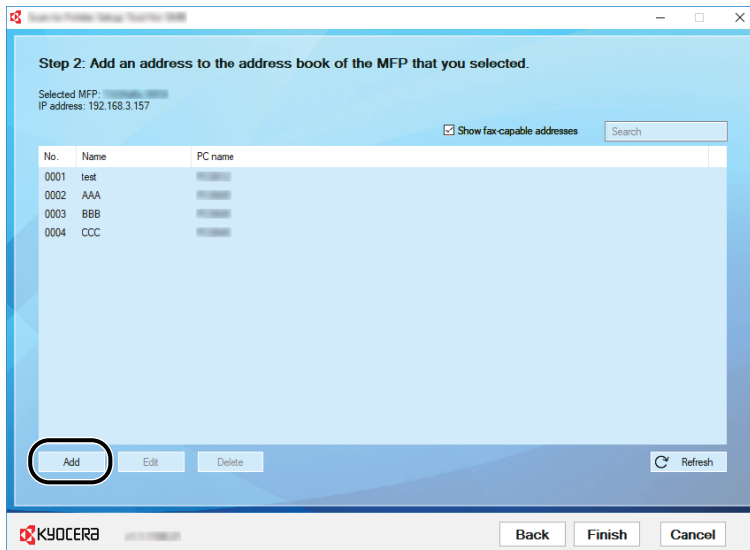 Step 2: Add an address to the address book of the MFP that you selected.
Selected MFP:
IP address: 192.168.3.157
Show fax-capable addresses
Search
No. Name PC name
0001 test
0002 AAA
0003 BBB
0004 CCC
Add Edit Delete Refresh
KYOCERA
Back Finish Cancel